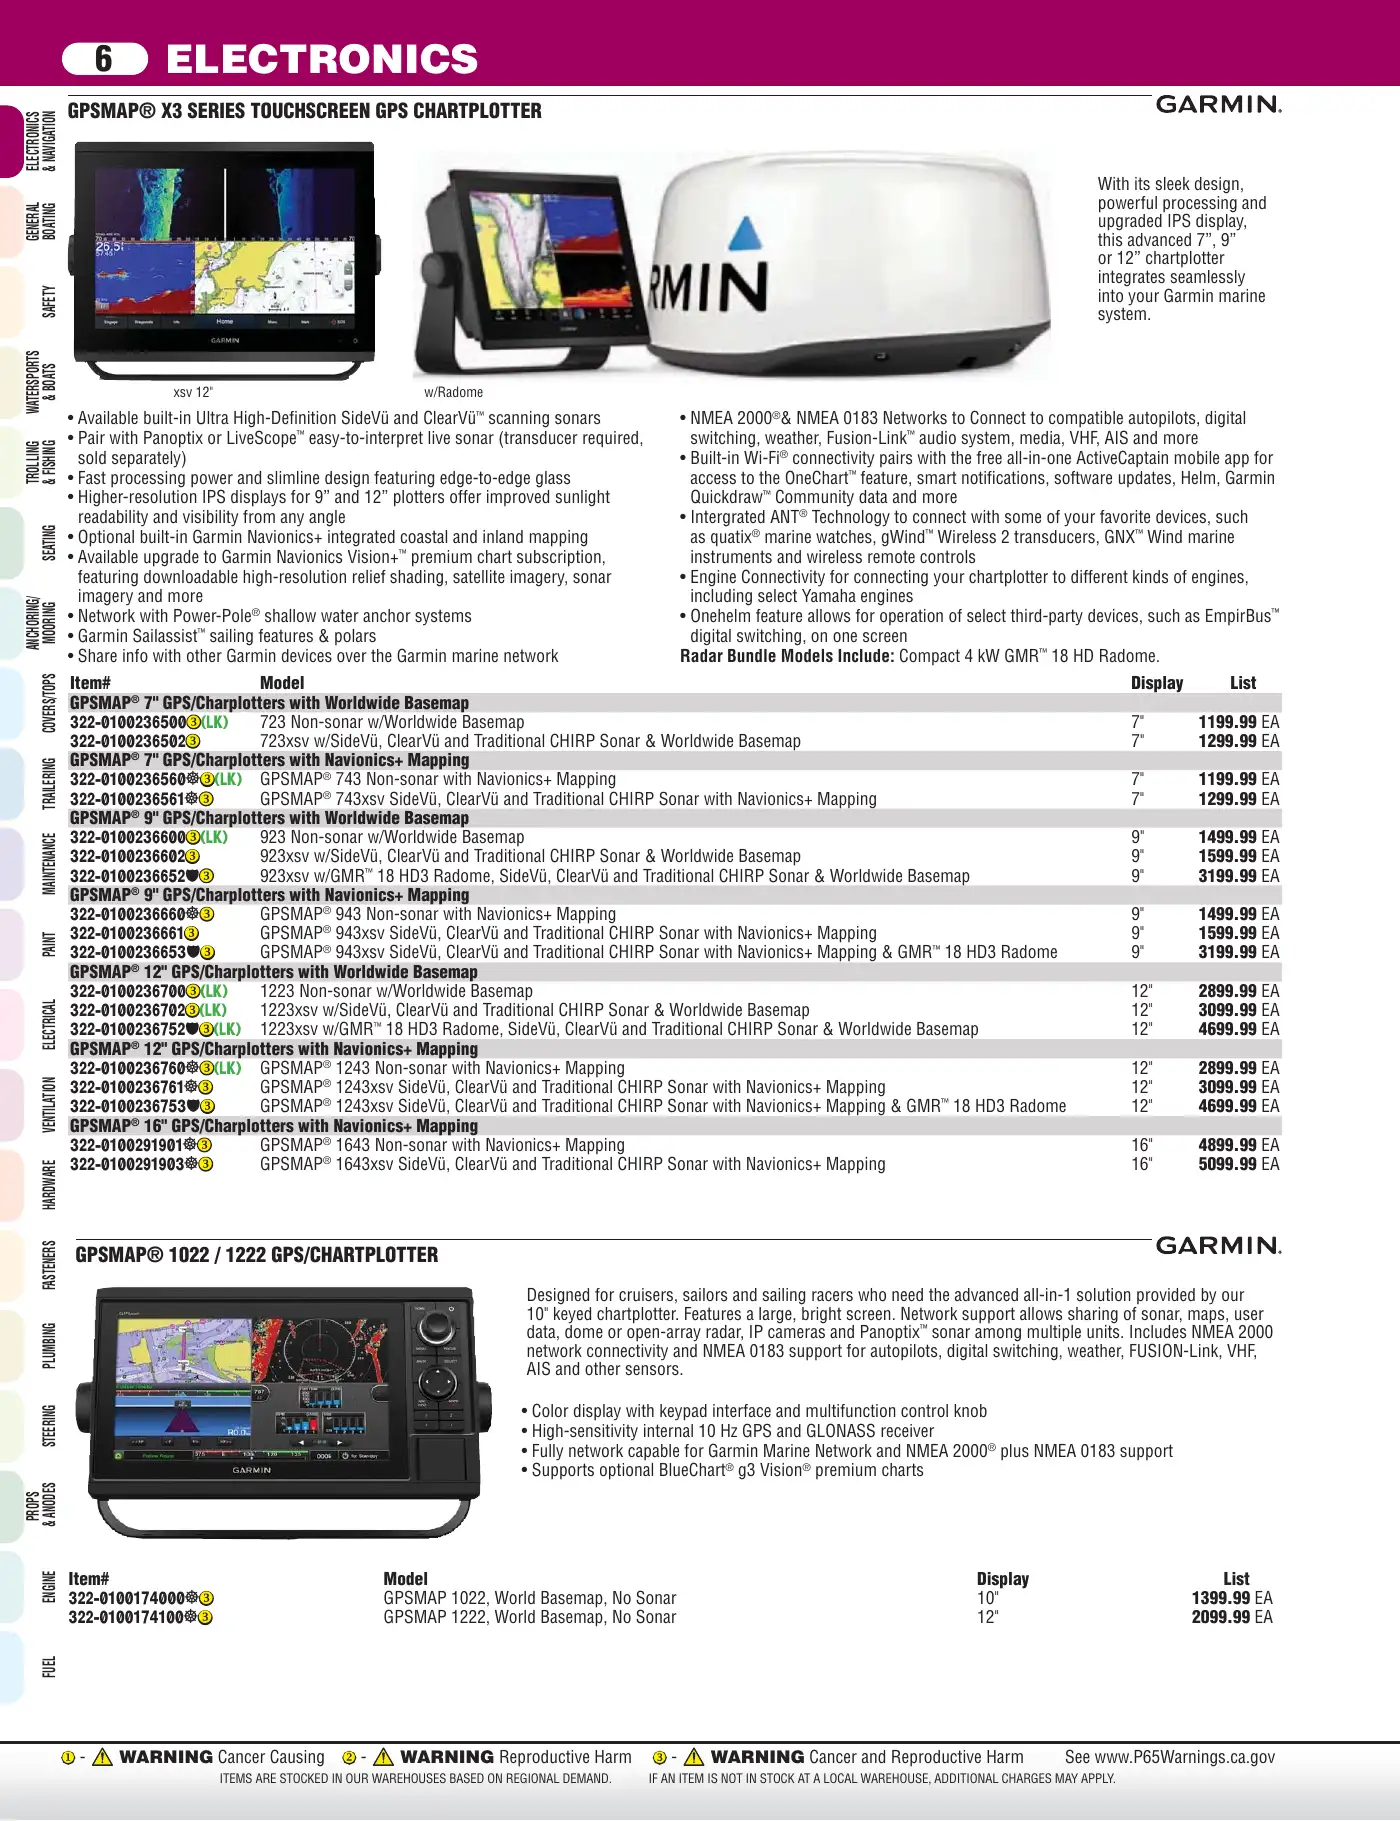 6 ELECTRONICS
ELECTRONICS
& NAVIGATION
GENERAL
BOATING
SAFETY
WATERSPORTS
& BOATS
TROLLING
& FISHING
SEATING
ANCHORING/
MOORING
COVERS/TOPS
TRAILERING
MAINTENANCE
PAINT
ELECTRICAL
VENTILATION
HARDWARE
FASTENERS
PLUMBING
STEERING
PROPS
& ANODES
ENGINE
FUEL
GPSMAP® X3 SERIES TOUCHSCREEN GPS CHARTPLOTTER
GARMIN®
GARMIN
RMIN
With its sleek design,
powerful processing and
upgraded IPS display,
this advanced 7”, 9”
or 12” chartplotter
integrates seamlessly
into your Garmin marine
system.
xsv 12"
w/Radome
• Available built-in Ultra High-Definition SideVü and ClearVü™ scanning sonars
• Pair with Panoptix or LiveScope™ easy-to-interpret live sonar (transducer required,
sold separately)
• Fast processing power and slimline design featuring edge-to-edge glass
• Higher-resolution IPS displays for 9” and 12” plotters offer improved sunlight
readability and visibility from any angle
• Optional built-in Garmin Navionics+ integrated coastal and inland mapping
• Available upgrade to Garmin Navionics Vision+™ premium chart subscription,
featuring downloadable high-resolution relief shading, satellite imagery, sonar
imagery and more
• Network with Power-Pole® shallow water anchor systems
• Garmin Sailassist™ sailing features & polars
• Share info with other Garmin devices over the Garmin marine network
• NMEA 2000®& NMEA 0183 Networks to Connect to compatible autopilots, digital
switching, weather, Fusion-Link™ audio system, media, VHF, AIS and more
• Built-in Wi-Fi® connectivity pairs with the free all-in-one ActiveCaptain mobile app for
access to the OneChart™ feature, smart notifications, software updates, Helm, Garmin
Quickdraw™ Community data and more
• Intergrated ANT® Technology to connect with some of your favorite devices, such
as quatix® marine watches, gWind™ Wireless 2 transducers, GNX™ Wind marine
instruments and wireless remote controls
• Engine Connectivity for connecting your chartplotter to different kinds of engines,
including select Yamaha engines
• Onehelm feature allows for operation of select third-party devices, such as EmpirBus™
digital switching, on one screen
Radar Bundle Models Include: Compact 4 kW GMR™ 18 HD Radome.
Item# Model Display List
GPSMAP® 7" GPS/Charplotters with Worldwide Basemap
322-0100236500③(LK) 723 Non-sonar w/Worldwide Basemap 7" 1199.99 EA
322-0100236502③ 723xsv w/SideVü, ClearVü and Traditional CHIRP Sonar & Worldwide Basemap 7" 1299.99 EA
GPSMAP® 7" GPS/Charplotters with Navionics+ Mapping
322-0100236560☸③(LK) GPSMAP® 743 Non-sonar with Navionics+ Mapping 7" 1199.99 EA
322-0100236561☸③ GPSMAP® 743xsv SideVü, ClearVü and Traditional CHIRP Sonar with Navionics+ Mapping 7" 1299.99 EA
GPSMAP® 9" GPS/Charplotters with Worldwide Basemap
322-0100236600③(LK) 923 Non-sonar w/Worldwide Basemap 9" 1499.99 EA
322-0100236602③ 923xsv w/SideVü, ClearVü and Traditional CHIRP Sonar & Worldwide Basemap 9" 1599.99 EA
322-0100236652③ 923xsv w/GMR™ 18 HD3 Radome, SideVü, ClearVü and Traditional CHIRP Sonar & Worldwide Basemap 9" 3199.99 EA
GPSMAP® 9" GPS/Charplotters with Navionics+ Mapping
322-0100236660☸③ GPSMAP® 943 Non-sonar with Navionics+ Mapping 9" 1499.99 EA
322-0100236661③ GPSMAP® 943xsv SideVü, ClearVü and Traditional CHIRP Sonar with Navionics+ Mapping 9" 1599.99 EA
322-0100236653③ GPSMAP® 943xsv SideVü, ClearVü and Traditional CHIRP Sonar with Navionics+ Mapping & GMR™ 18 HD3 Radome 9" 3199.99 EA
GPSMAP® 12" GPS/Charplotters with Worldwide Basemap
322-0100236700③(LK) 1223 Non-sonar w/Worldwide Basemap 12" 2899.99 EA
322-0100236702③(LK) 1223xsv w/SideVü, ClearVü and Traditional CHIRP Sonar & Worldwide Basemap 12" 3099.99 EA
322-0100236752③(LK) 1223xsv w/GMR™ 18 HD3 Radome, SideVü, ClearVü and Traditional CHIRP Sonar & Worldwide Basemap 12" 4699.99 EA
GPSMAP® 12" GPS/Charplotters with Navionics+ Mapping
322-0100236760☸③(LK) GPSMAP® 1243 Non-sonar with Navionics+ Mapping 12" 2899.99 EA
322-0100236761☸③ GPSMAP® 1243xsv SideVü, ClearVü and Traditional CHIRP Sonar with Navionics+ Mapping 12" 3099.99 EA
322-0100236753③ GPSMAP® 1243xsv SideVü, ClearVü and Traditional CHIRP Sonar with Navionics+ Mapping & GMR™ 18 HD3 Radome 12" 4699.99 EA
GPSMAP® 16" GPS/Charplotters with Navionics+ Mapping
322-0100291901☸③ GPSMAP® 1643 Non-sonar with Navionics+ Mapping 16" 4899.99 EA
322-0100291903☸③ GPSMAP® 1643xsv SideVü, ClearVü and Traditional CHIRP Sonar with Navionics+ Mapping 16" 5099.99 EA
GPSMAP® 1022 / 1222 GPS/CHARTPLOTTER
GARMIN®
GARMIN
Designed for cruisers, sailors and sailing racers who need the advanced all-in-1 solution provided by our
10" keyed chartplotter. Features a large, bright screen. Network support allows sharing of sonar, maps, user
data, dome or open-array radar, IP cameras and Panoptix™ sonar among multiple units. Includes NMEA 2000
network connectivity and NMEA 0183 support for autopilots, digital switching, weather, FUSION-Link, VHF,
AIS and other sensors.
• Color display with keypad interface and multifunction control knob
• High-sensitivity internal 10 Hz GPS and GLONASS receiver
• Fully network capable for Garmin Marine Network and NMEA 2000® plus NMEA 0183 support
• Supports optional BlueChart® g3 Vision® premium charts
Item# Model Display List
322-0100174000☸③ GPSMAP 1022, World Basemap, No Sonar 10" 1399.99 EA
322-0100174100☸③ GPSMAP 1222, World Basemap, No Sonar 12" 2099.99 EA
① - ⚠ WARNING Cancer Causing ② - ⚠ WARNING Reproductive Harm ③ - ⚠ WARNING Cancer and Reproductive Harm See www.P65Warnings.ca.gov
ITEMS ARE STOCKED IN OUR WAREHOUSES BASED ON REGIONAL DEMAND. IF AN ITEM IS NOT IN STOCK AT A LOCAL WAREHOUSE, ADDITIONAL CHARGES MAY APPLY.